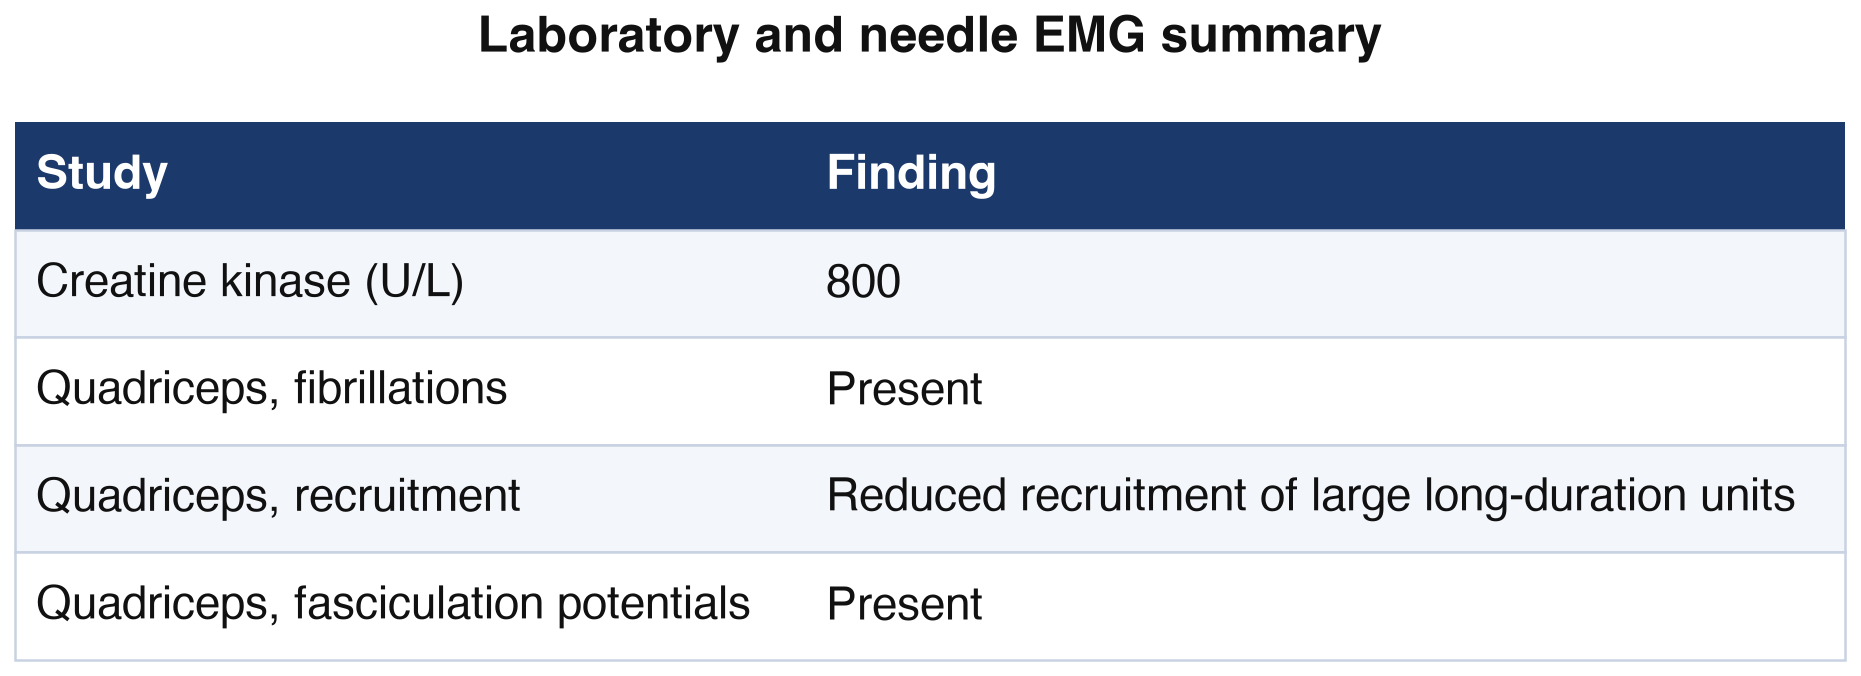 Laboratory and needle EMG summary
Study Finding
Creatine kinase (U/L) 800
Quadriceps, fibrillations Present
Quadriceps, recruitment Reduced recruitment of large long-duration units
Quadriceps, fasciculation potentials Present